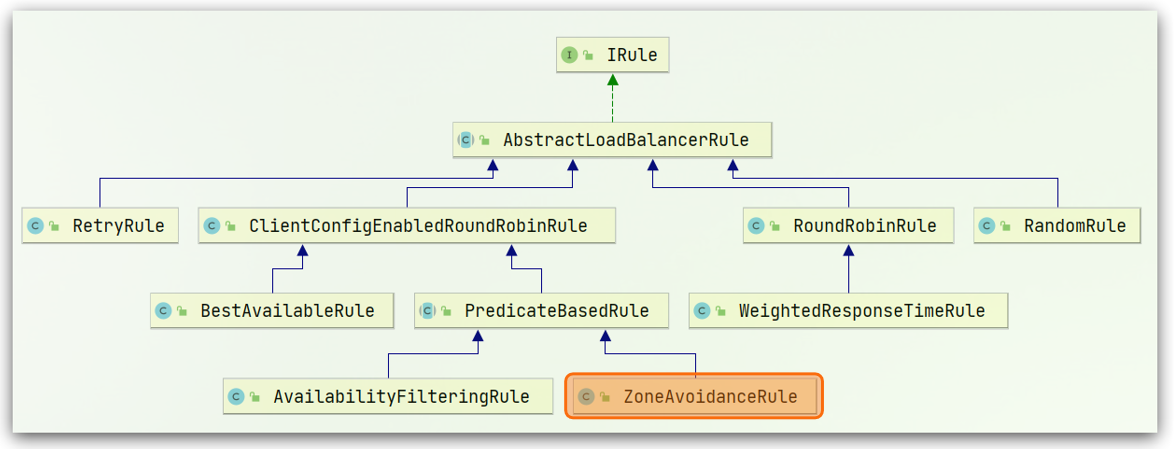 I IRule
C AbstractLoadBalancerRule
C RetryRule
C ClientConfigEnabledRoundRobinRule
C RoundRobinRule
C RandomRule
C BestAvailableRule
C PredicateBasedRule
C WeightedResponseTimeRule
C AvailabilityFilteringRule
C ZoneAvoidanceRule